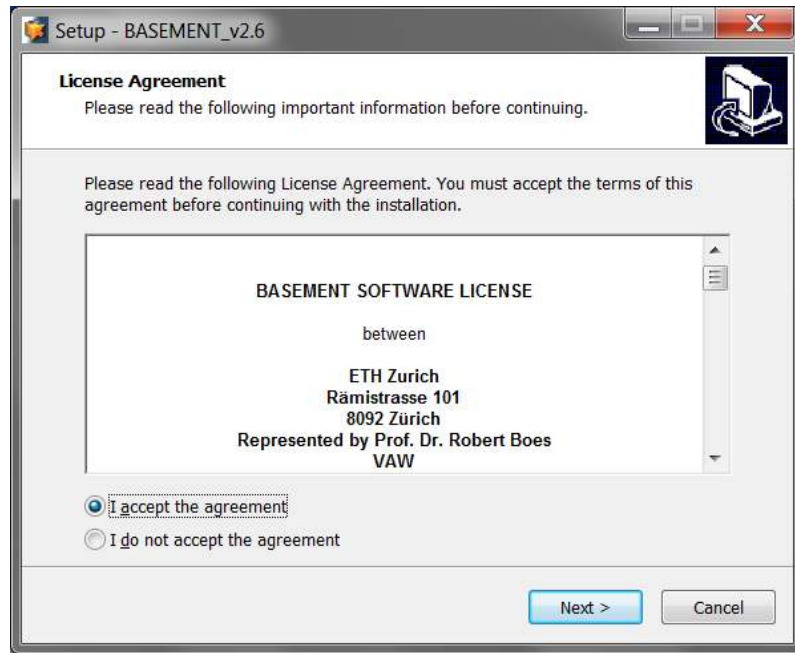 Setup - BASEMENT_v2.6
License Agreement
Please read the following important information before continuing.
Please read the following License Agreement. You must accept the terms of this
agreement before continuing with the installation.
BASEMENT SOFTWARE LICENSE
between
ETH Zurich
Rämistrasse 101
8092 Zürich
Represented by Prof. Dr. Robert Boes
VAW
I accept the agreement
I do not accept the agreement
Next >
Cancel